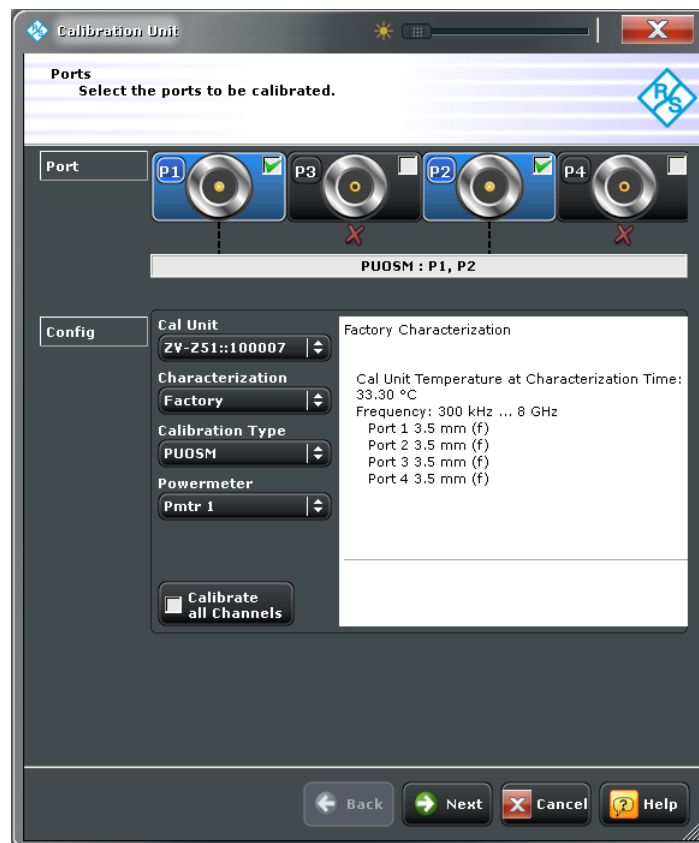 Calibration Unit
Ports
Select the ports to be calibrated.
R/S
Port
P1
P3
P2
P4
PUOSM : P1, P2
Config
Cal Unit
ZV-Z51::100007
Characterization
Factory
Calibration Type
PUOSM
Powermeter
Pmtr 1
Calibrate
all Channels
Factory Characterization
Cal Unit Temperature at Characterization Time:
33.30 °C
Frequency: 300 kHz ... 8 GHz
Port 1 3.5 mm (f)
Port 2 3.5 mm (f)
Port 3 3.5 mm (f)
Port 4 3.5 mm (f)
Back
Next
Cancel
Help